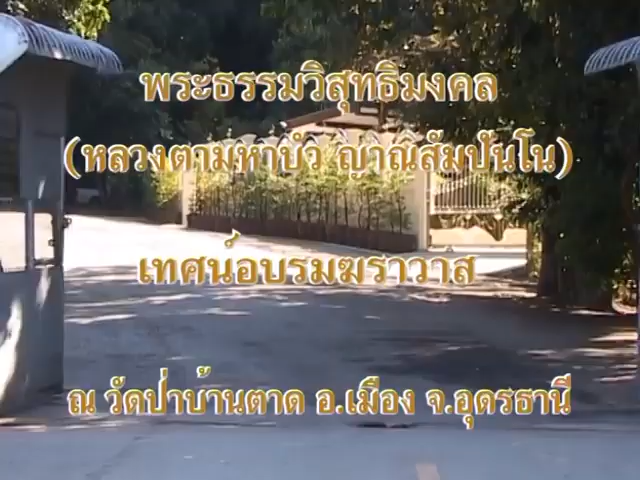 พระธรรมวิสุทธิมงคล
(หลวงตามหาบัว ญาณสัมปันโน)
เทศน์อบรมฆราวาส
ณ วัดป่าบ้านตาด อ.เมือง จ.อุดรธานี